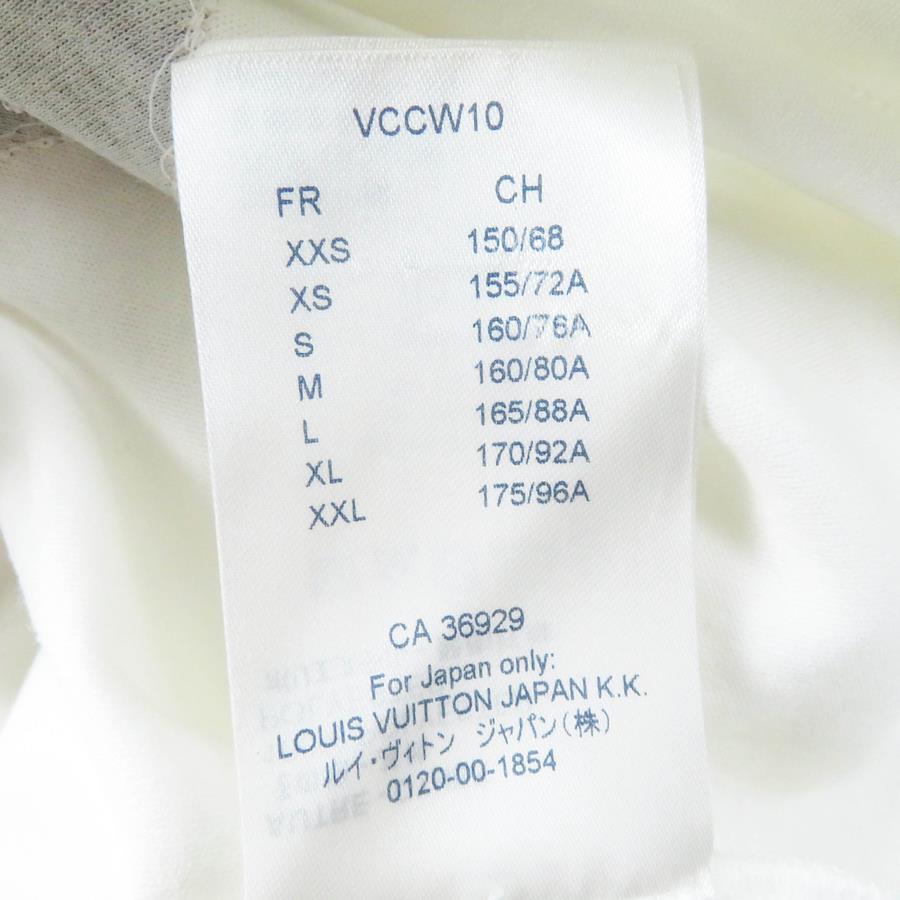 VCCW10
FR CH
XXS 150/68
XS 155/72A
S 160/76A
M 160/80A
L 165/88A
XL 170/92A
XXL 175/96A
CA 36929
For Japan only:
LOUIS VUITTON JAPAN K.K.
ルイ・ヴィトン ジャパン(株)
0120-00-1854
AUTRE